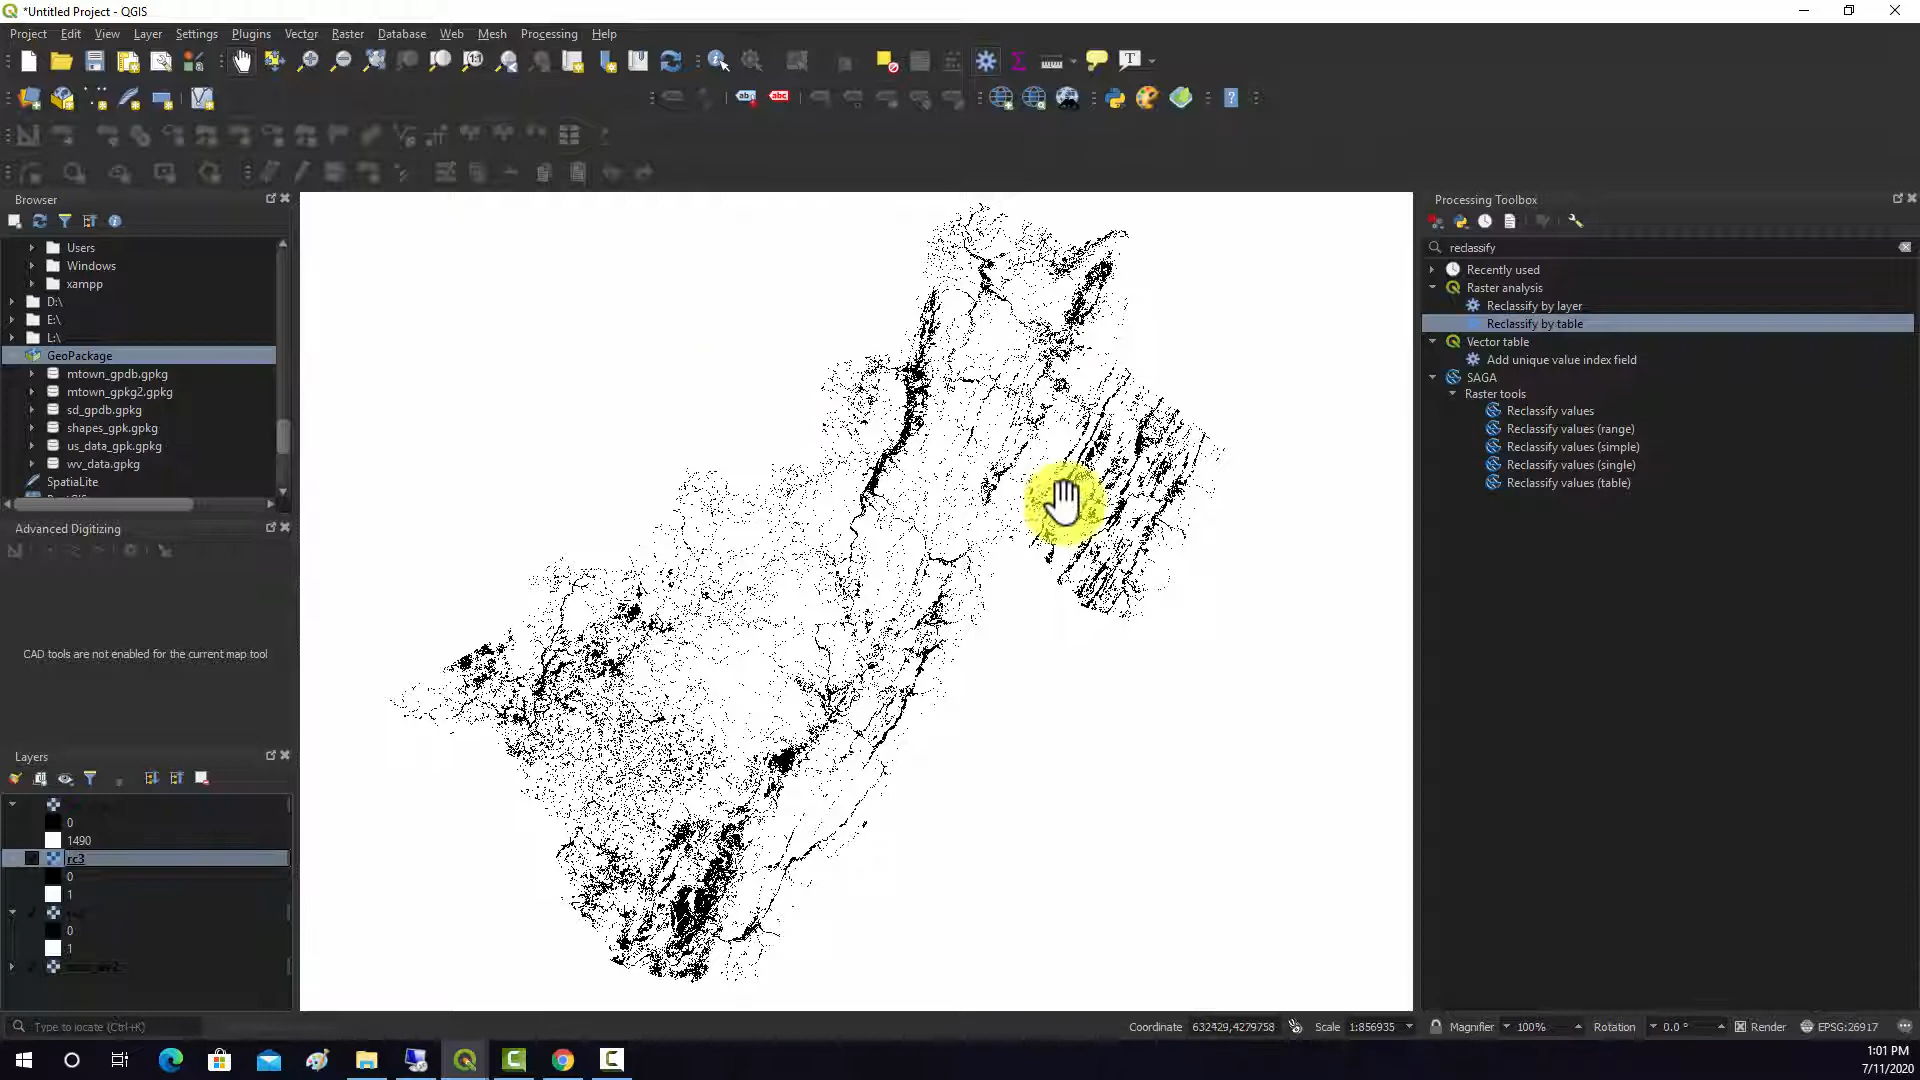 *Untitled Project - QGIS
Project Edit View Layer Settings Plugins Vector Raster Database Web Mesh Processing Help
Browser
Users
Windows
xampp
D:\
E:\
L:\
GeoPackage
mtown_gpdb.gpkg
mtown_gpkg2.gpkg
sd_gpdb.gpkg
shapes_gpk.gpkg
us_data_gpk.gpkg
wv_data.gpkg
SpatiaLite
Advanced Digitizing
CAD tools are not enabled for the current map tool
Layers
0
1490
rc3
0
1
0
1
Type to locate (Ctrl+K)
Processing Toolbox
reclassify
Recently used
Raster analysis
Reclassify by layer
Reclassify by table
Vector table
Add unique value index field
SAGA
Raster tools
Reclassify values
Reclassify values (range)
Reclassify values (simple)
Reclassify values (single)
Reclassify values (table)
Coordinate 632429,4279758 Scale 1:856935 Magnifier 100% Rotation 0.0 ° Render EPSG:26917
1:01 PM
7/11/2020